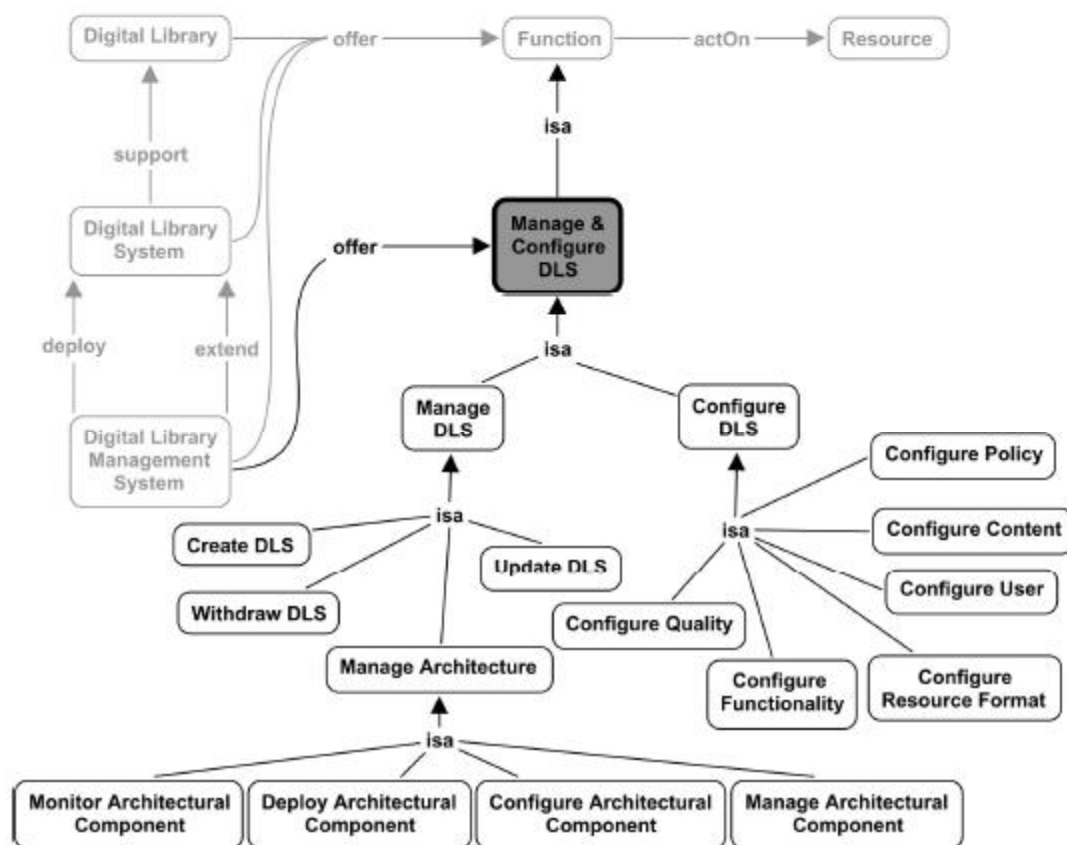 Digital Library
offer
Function
actOn
Resource
isa
support
Digital Library
System
offer
Manage &
Configure
DLS
deploy
extend
isa
Manage
DLS
Configure
DLS
Digital Library
Management
System
Configure Policy
isa
isa
Create DLS
Update DLS
Configure Content
Withdraw DLS
Configure Quality
Configure User
Manage Architecture
Configure
Functionality
Configure
Resource Format
isa
Monitor Architectural
Component
Deploy Architectural
Component
Configure Architectural
Component
Manage Architectural
Component